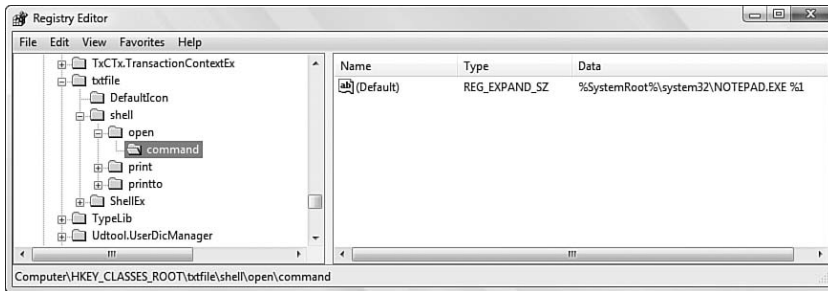 Registry Editor
File Edit View Favorites Help
TxCTx.TransactionContextEx
txtfile
DefaultIcon
shell
open
command
print
printto
ShellEx
TypeLib
Udtool.UserDicManager
Name Type Data
ab (Default) REG_EXPAND_SZ %SystemRoot%\system32\NOTEPAD.EXE %1
Computer\HKEY_CLASSES_ROOT\txtfile\shell\open\command